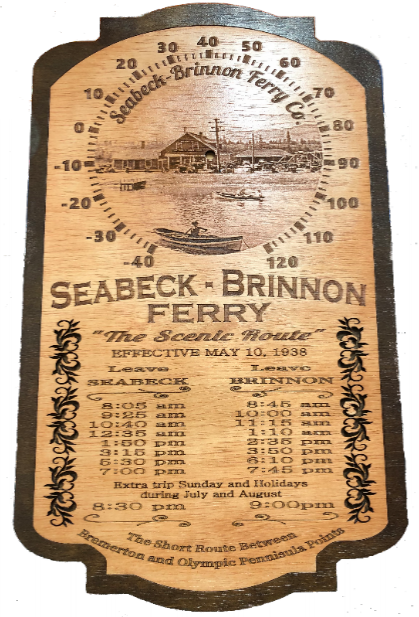 -40 -30 -20 -10 0 10 20 30 40 50 60 70 80 90 100 110 120
Seabeck-Brinnon Ferry Co.
SEABECK - BRINNON
FERRY
"The Scenic Route"
EFFECTIVE MAY 10, 1938
Leave Leave
SEABECK BRINNON
8:05 am 8:45 am
9:25 am 10:00 am
10:40 am 11:15 am
12:35 am 1:10 am
1:50 pm 2:35 pm
3:15 pm 3:50 pm
5:30 pm 6:10 pm
7:00 pm 7:45 pm
Extra trip Sunday and Holidays
during July and August
8:30 pm 9:00pm
The Short Route Between
Bremerton and Olympic Pennisula Points